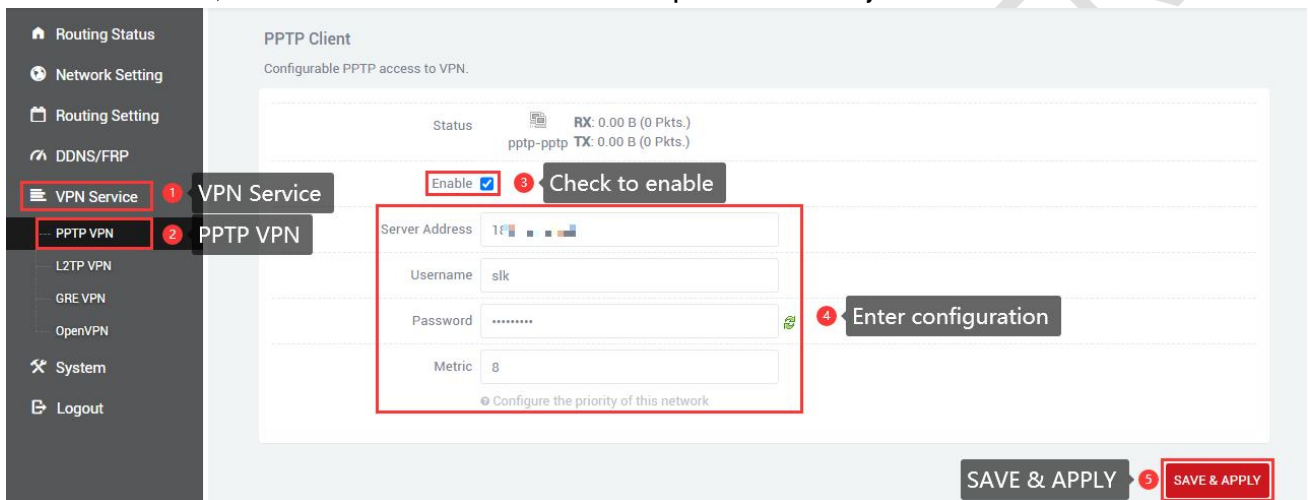 Routing Status
Network Setting
Routing Setting
DDNS/FRP
VPN Service
1 VPN Service
PPTP VPN
2 PPTP VPN
L2TP VPN
GRE VPN
OpenVPN
System
Logout
PPTP Client
Configurable PPTP access to VPN.
Status
pptp-pptp
RX: 0.00 B (0 Pkts.)
TX: 0.00 B (0 Pkts.)
Enable
3 Check to enable
Server Address
Username slk
Password ·········
4 Enter configuration
Metric 8
Configure the priority of this network
SAVE & APPLY 5 SAVE & APPLY